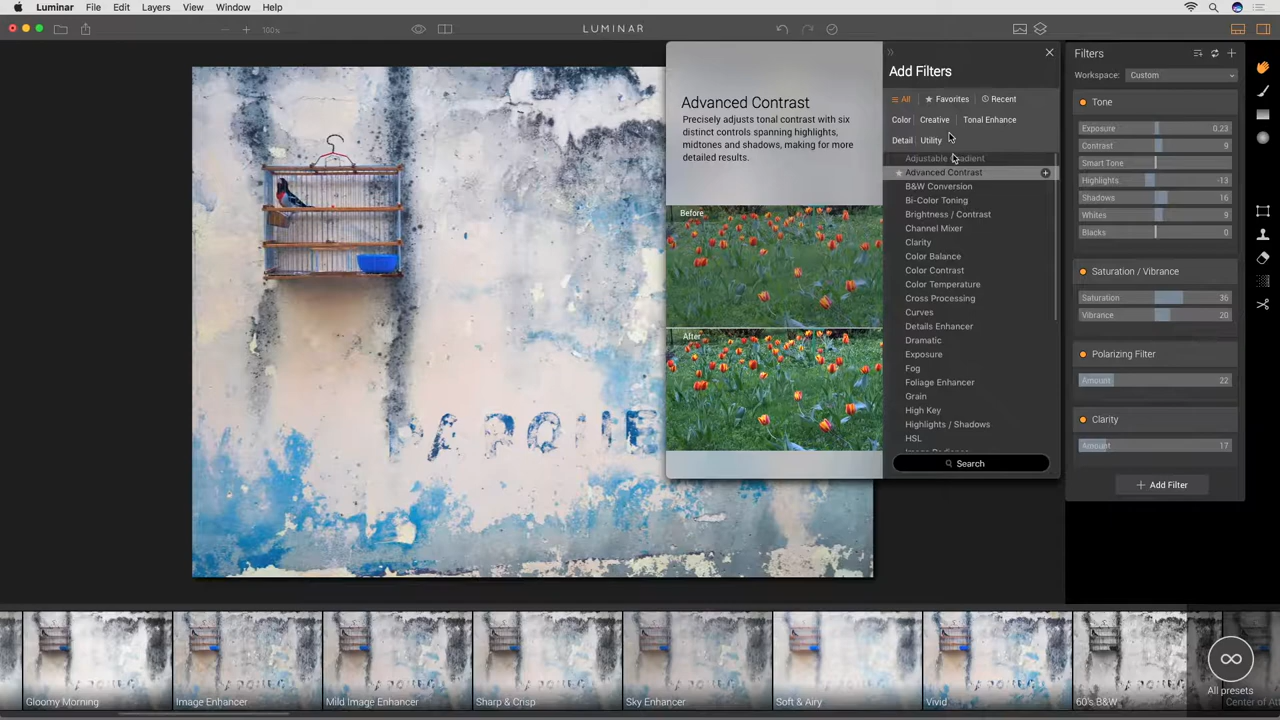 Luminar File Edit Layers View Window Help
100%
LUMINAR
Advanced Contrast
Precisely adjusts tonal contrast with six
distinct controls spanning highlights,
midtones and shadows, making for more
detailed results.
Before
After
Add Filters
All Favorites Recent
Color Creative Tonal Enhance
Detail Utility
Adjustable Gradient
Advanced Contrast
B&W Conversion
Bi-Color Toning
Brightness / Contrast
Channel Mixer
Clarity
Color Balance
Color Contrast
Color Temperature
Cross Processing
Curves
Details Enhancer
Dramatic
Exposure
Fog
Foliage Enhancer
Grain
High Key
Highlights / Shadows
HSL
Image Radiance
Search
Filters
Workspace: Custom
Tone
Exposure 0.23
Contrast 9
Smart Tone
Highlights -13
Shadows 16
Whites 9
Blacks 0
Saturation / Vibrance
Saturation 36
Vibrance 20
Polarizing Filter
Amount 22
Clarity
Amount 17
+ Add Filter
PARQUE
Gloomy Morning
Image Enhancer
Mild Image Enhancer
Sharp & Crisp
Sky Enhancer
Soft & Airy
Vivid
60's B&W
All presets